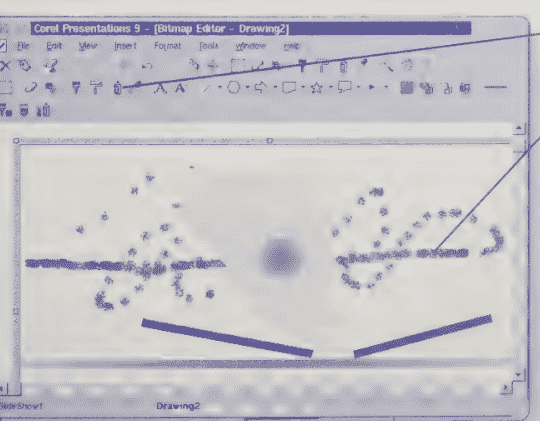 Corel Presentations 9 - [Bitmap Editor - Drawing2]
File Edit View Insert Format Tools Window Help
SlideShow1 Drawing2